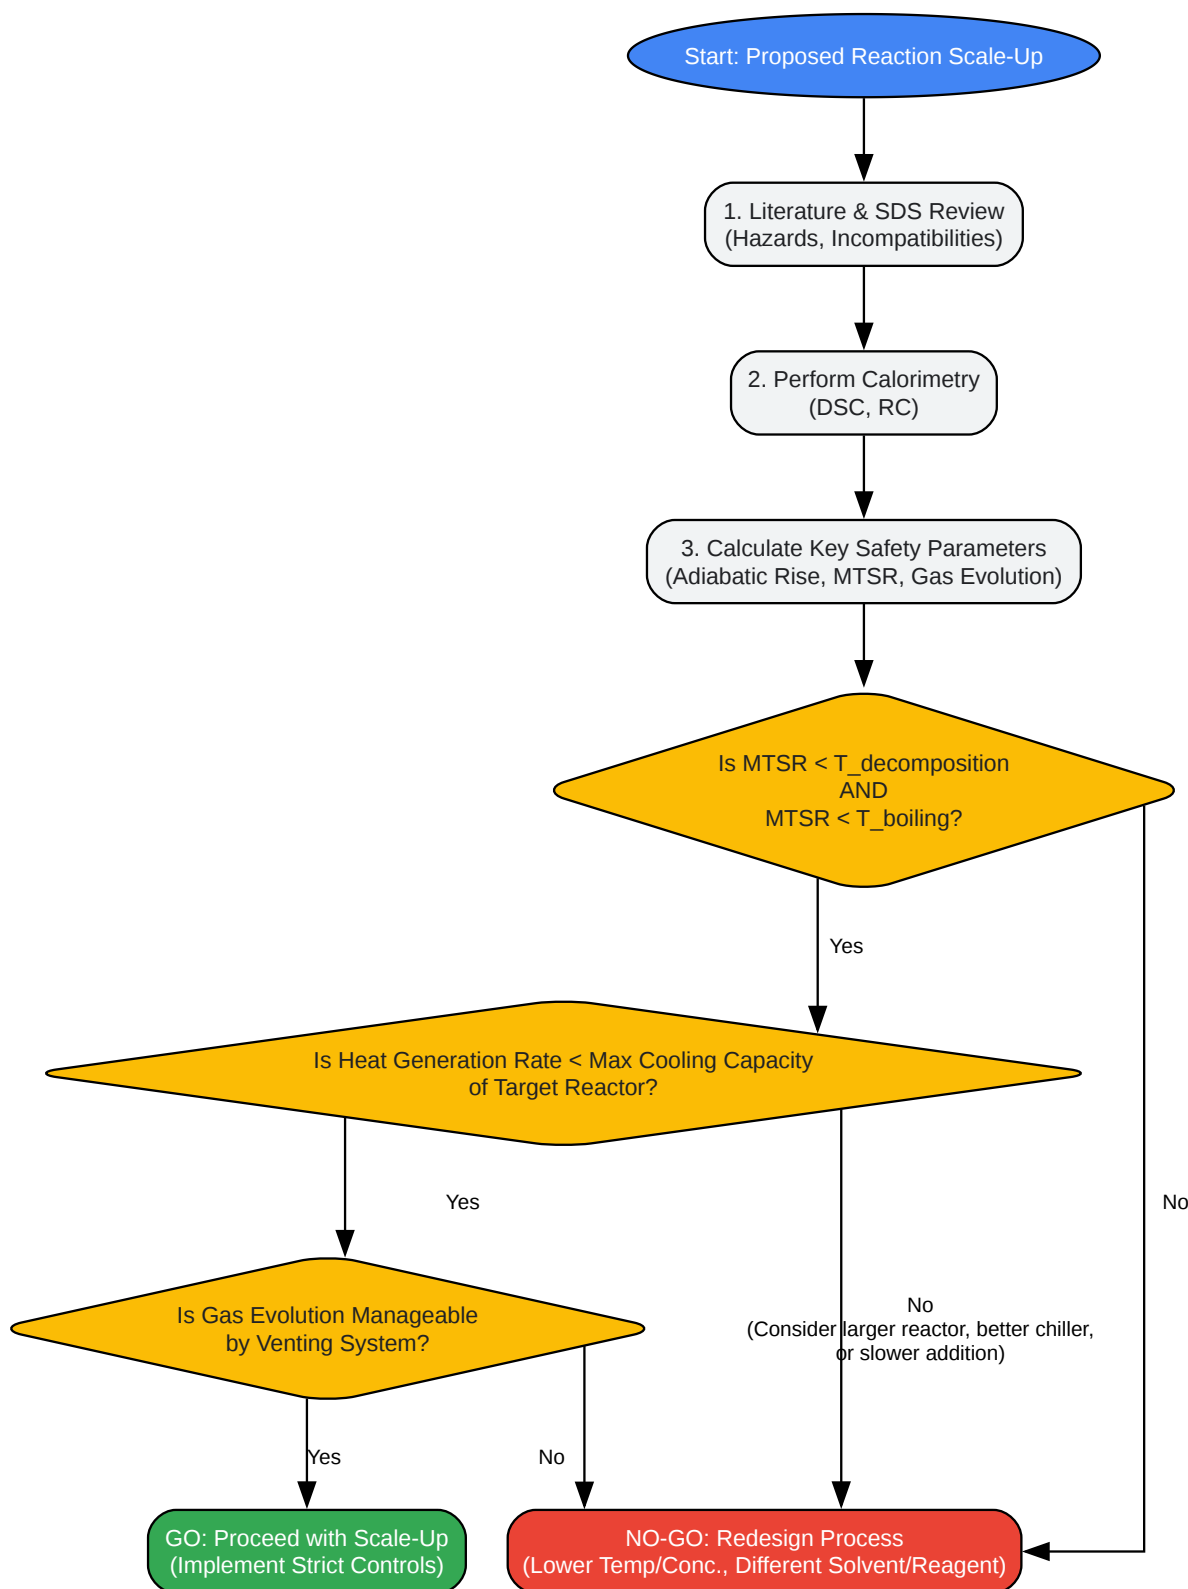 Start: Proposed Reaction Scale-Up
1. Literature & SDS Review
(Hazards, Incompatibilities)
2. Perform Calorimetry
(DSC, RC)
3. Calculate Key Safety Parameters
(Adiabatic Rise, MTSR, Gas Evolution)
Is MTSR < T_decomposition
AND
MTSR < T_boiling?
Yes
Is Heat Generation Rate < Max Cooling Capacity
of Target Reactor?
Yes
No
No
(Consider larger reactor, better chiller,
or slower addition)
Is Gas Evolution Manageable
by Venting System?
Yes
No
GO: Proceed with Scale-Up
(Implement Strict Controls)
NO-GO: Redesign Process
(Lower Temp/Conc., Different Solvent/Reagent)